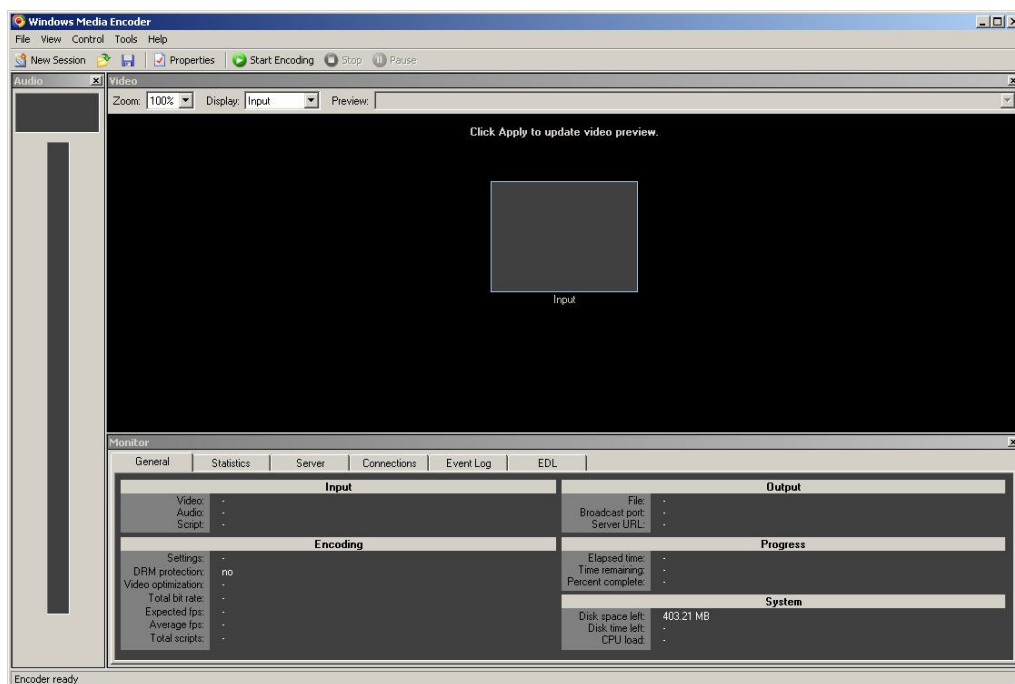 Windows Media Encoder
File View Control Tools Help
New Session Properties Start Encoding Stop Pause
Audio
Video
Zoom: 100% Display: Input Preview:
Click Apply to update video preview.
Input
Monitor
General Statistics Server Connections Event Log EDL
Input
Video: -
Audio: -
Script: -
Output
File: -
Broadcast port: -
Server URL: -
Encoding
Settings: -
DRM protection: no
Video optimization: -
Total bit rate: -
Expected fps: -
Average fps: -
Total scripts: -
Progress
Elapsed time: -
Time remaining: -
Percent complete: -
System
Disk space left: 403.21 MB
Disk time left: -
CPU load: -
Encoder ready